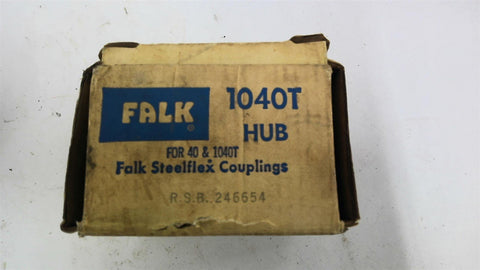 FALK®
1040T
HUB
FOR 40 & 1040T
Falk Steelflex Couplings
R.S.B. 246654